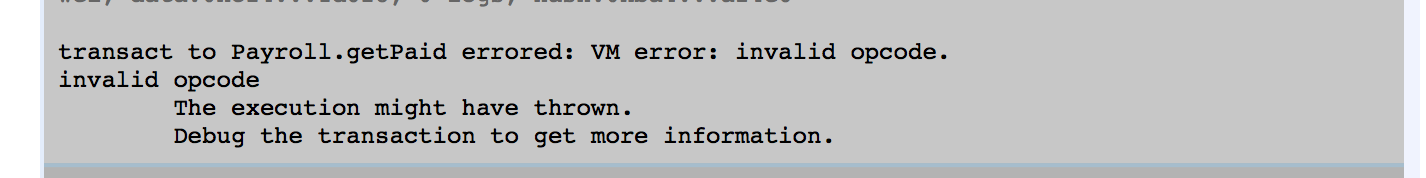 transact to Payroll.getPaid errored: VM error: invalid opcode.
invalid opcode
The execution might have thrown.
Debug the transaction to get more information.